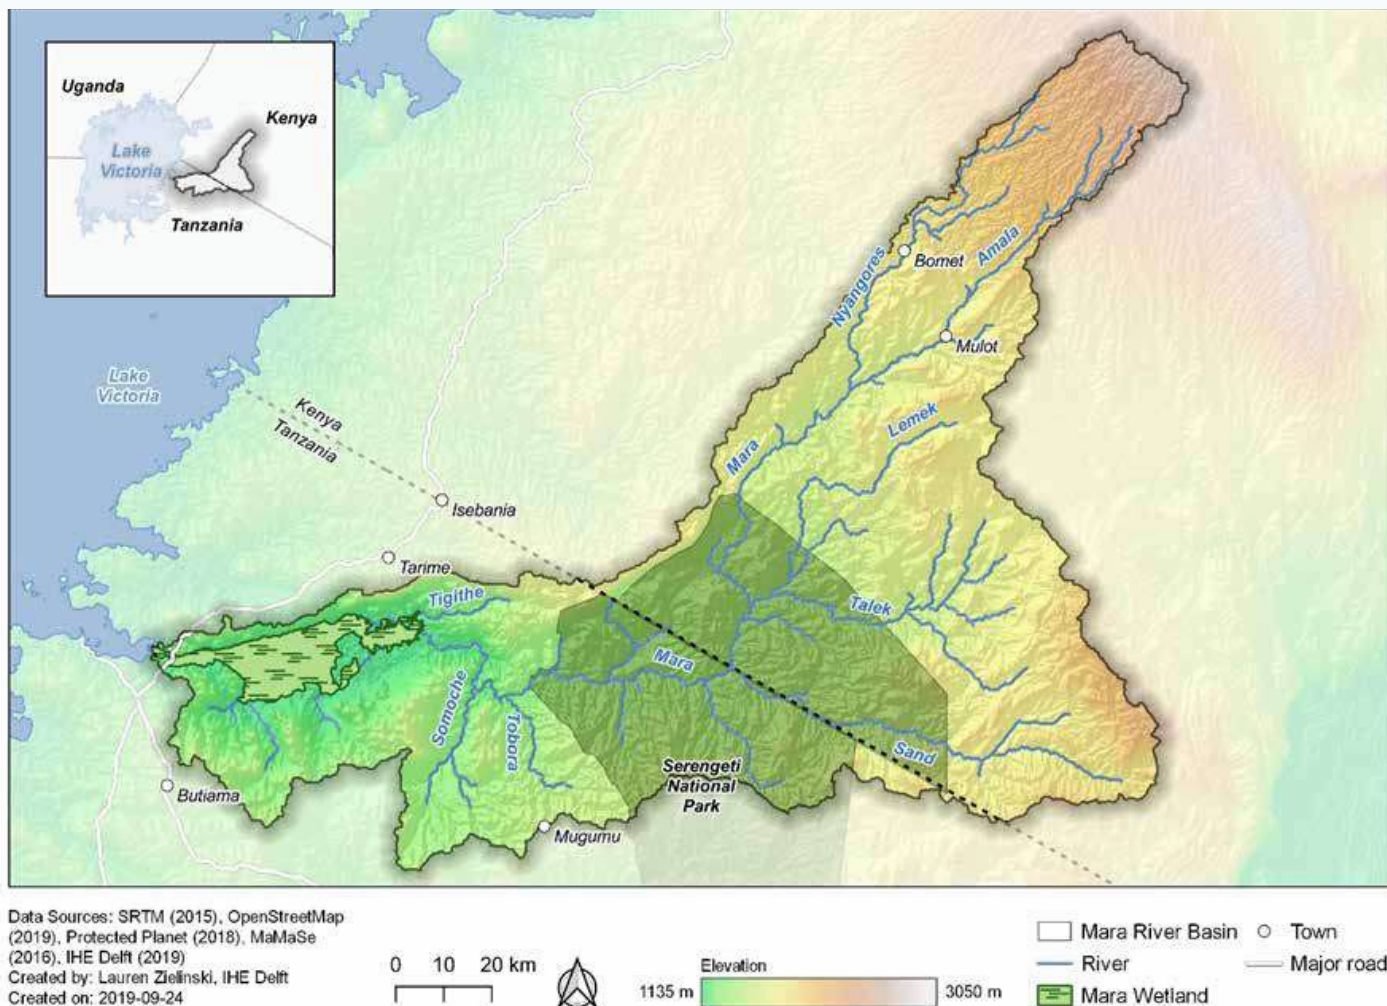 Uganda
Kenya
Lake
Victoria
Tanzania
Lake
Victoria
Kenya
Tanzania
Nyangores
Bomet
Amala
Mulot
Lemek
Mara
Isebania
Tarime
Tigithe
Talek
Mara
Somoche
Tobora
Sand
Serengeti
National
Park
Butiama
Mugumu
Data Sources: SRTM (2015), OpenStreetMap
(2019), Protected Planet (2018), MaMaSe
(2016), IHE Delft (2019)
Created by: Lauren Zielinski, IHE Delft
Created on: 2019-09-24
0 10 20 km
Elevation
1135 m 3050 m
Mara River Basin Town
River Major road
Mara Wetland